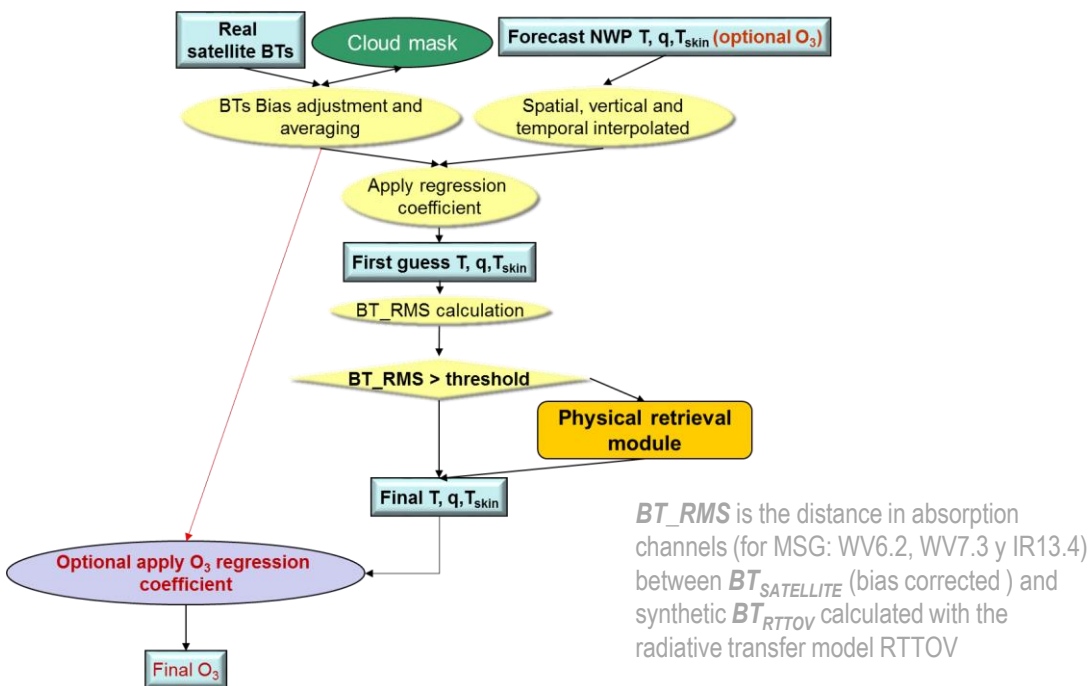 Real
satellite BTs
Cloud mask
Forecast NWP T, q,Tskin (optional O3)
BTs Bias adjustment and
averaging
Spatial, vertical and
temporal interpolated
Apply regression
coefficient
First guess T, q,Tskin
BT_RMS calculation
BT_RMS > threshold
Physical retrieval
module
Final T, q,Tskin
BT_RMS is the distance in absorption
channels (for MSG: WV6.2, WV7.3 y IR13.4)
between BTSATELLITE (bias corrected ) and
synthetic BTRTTOV calculated with the
radiative transfer model RTTOV
Optional apply O3 regression
coefficient
Final O3